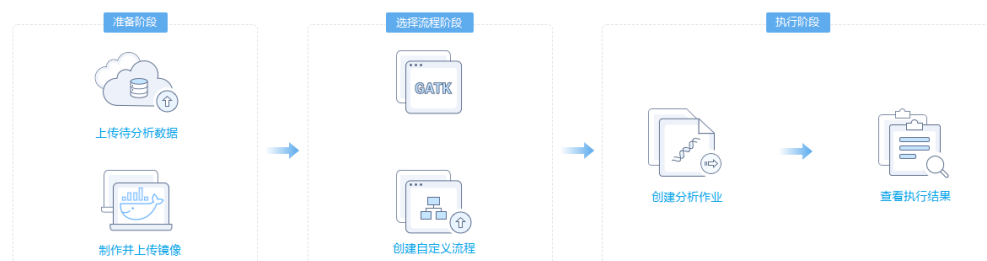 准备阶段
选择流程阶段
执行阶段
上传待分析数据
GATK
制作并上传镜像
创建自定义流程
创建分析作业
查看执行结果